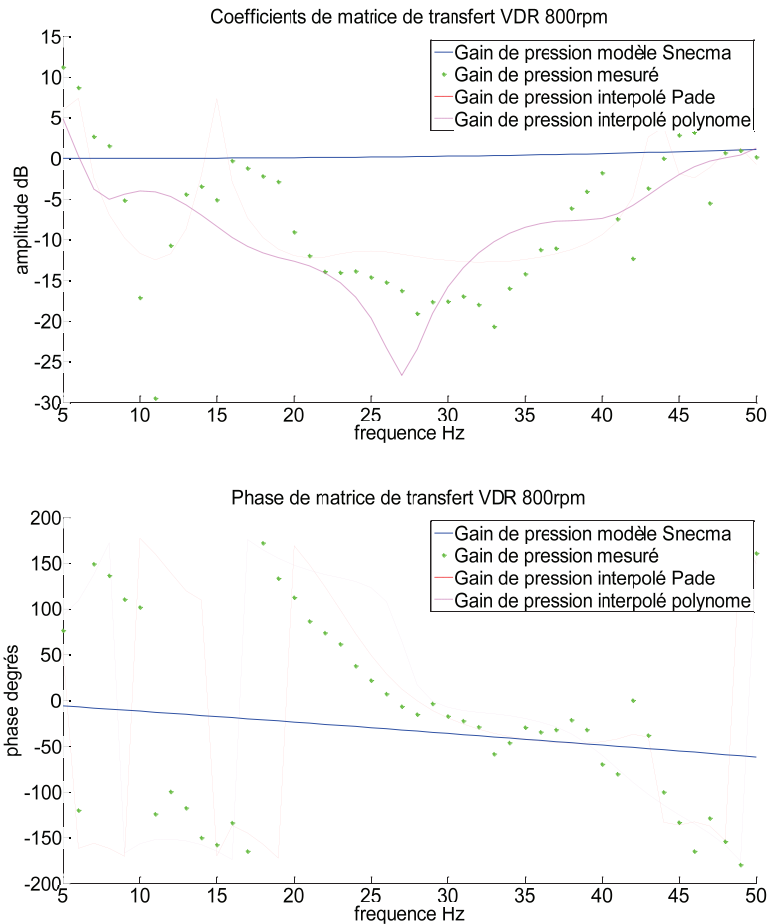 Coefficients de matrice de transfert VDR 800rpm
15
10
5
0
-5
-10
-15
-20
-25
-30
amplitude dB
Gain de pression modèle Snecma
Gain de pression mesuré
Gain de pression interpolé Pade
Gain de pression interpolé polynome
5 10 15 20 25 30 35 40 45 50
frequence Hz
Phase de matrice de transfert VDR 800rpm
200
150
100
50
0
-50
-100
-150
-200
phase degrés
Gain de pression modèle Snecma
Gain de pression mesuré
Gain de pression interpolé Pade
Gain de pression interpolé polynome
5 10 15 20 25 30 35 40 45 50
frequence Hz